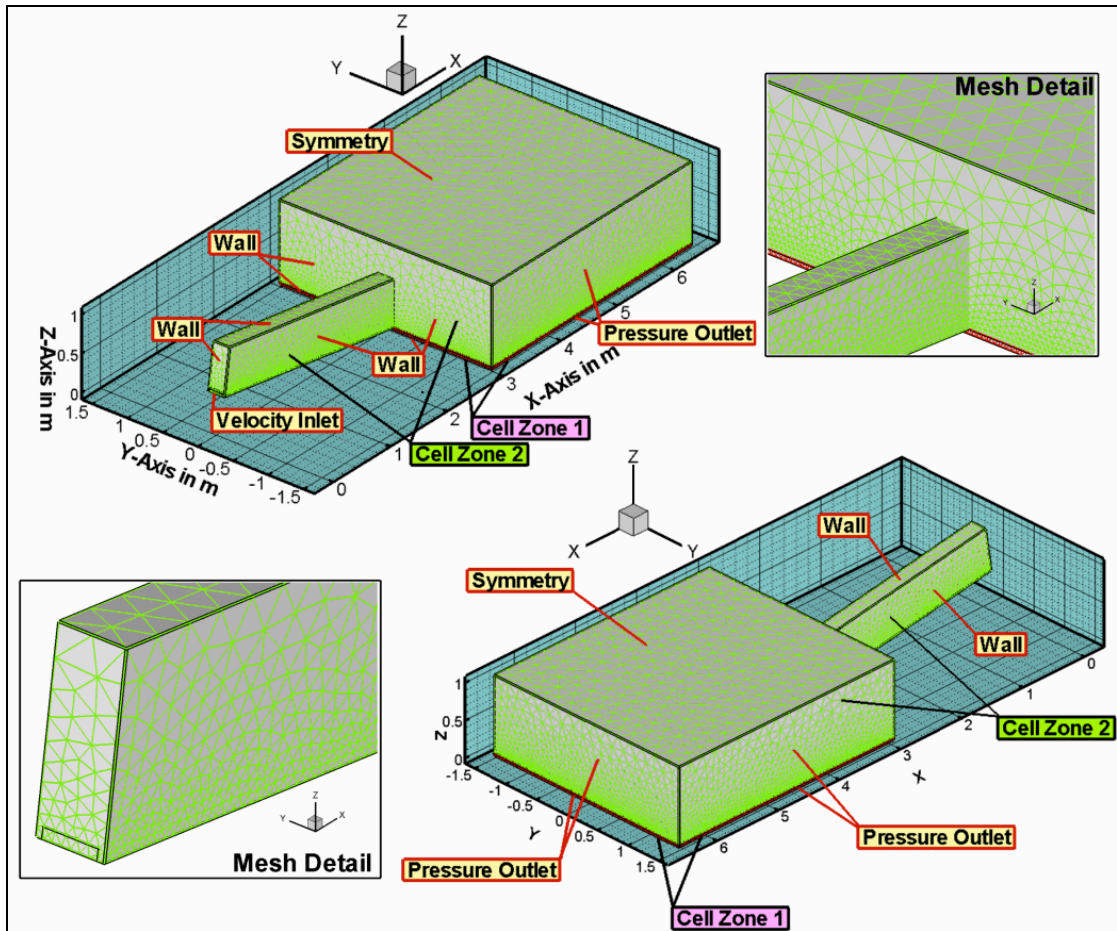 Z
Y
X
Mesh Detail
Symmetry
Wall
Wall
Wall
Pressure Outlet
Velocity Inlet
Cell Zone 1
Cell Zone 2
Z-Axis in m
1
0.5
0
Y-Axis in m
1.5
1
0.5
0
-0.5
-1
-1.5
X-Axis in m
0
1
2
3
4
5
6
Z
Y
X
Z
X
Y
Wall
Symmetry
Wall
Cell Zone 2
Z
1
0.5
0
Y
-1.5
-1
-0.5
0
0.5
1
1.5
X
6
5
4
3
2
1
0
Pressure Outlet
Pressure Outlet
Cell Zone 1
Z
Y
X
Mesh Detail